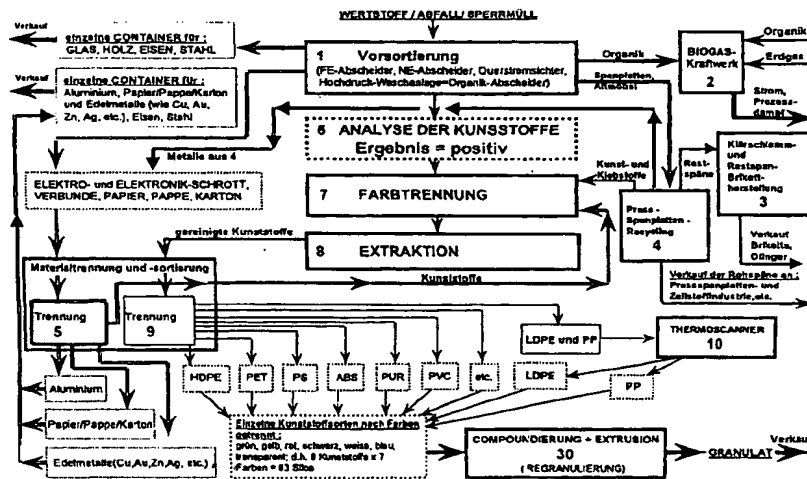 WERTSTOFF / ABFALL/ SPERRMÜLL
Verkauf
einzelne CONTAINER für :
GLAS, HOLZ, EISEN, STAHL
Verkauf
einzelne CONTAINER für :
Aluminium, Papier/Pappe/Karton
und Edelmetalle (wie Cu, Au,
Zn, Ag, etc.), Eisen, Stahl
1 Vorsortierung
(FE-Abscheider, NE-Abscheider, Querstromsichter,
Hochdruck-Waschanlage=Organik-Abscheider)
Organik
Spanplatten,
Altmöbel
BIOGAS-
Kraftwerk
2
Organik
Erdgas
Strom,
Prozess-
dampf
6 ANALYSE DER KUNSSTOFFE
Ergebnis = positiv
Metalle aus 4
ELEKTRO- und ELEKTRONIK-SCHROTT,
VERBUNDE, PAPIER, PAPPE, KARTON
7 FARBTRENNUNG
Kunst- und
Klebstoffe
Rest-
späne
Klärschlamm-
und
Restspan-
Brikett-
herstellung
3
Press-
Spanplatten-
Recycling
4
gereinigte Kunststoffe
8 EXTRAKTION
Verkauf
Briketts,
Dünger
Materialtrennung und -sortierung
Kunststoffe
Verkauf der Rohspäne an :
Pressspanplatten- und
Zellstoffindustrie,etc.
Trennung
5
Trennung
9
LDPE und PP
THERMOSCANNER
10
HDPE
PET
PS
ABS
PUR
PVC
etc.
LDPE
PP
Aluminium
Papier/Pappe/Karton
Edelmetalle(Cu,Au,Zn,Ag, etc.)
Einzelne Kunststoffsorten nach Farben
getrennt :
grün, gelb, rot, schwarz, weiss, blau,
transparent; d.h. 9 Kunststoffs x 7
Farben = 63 Silos
COMPOUNDIERUNG + EXTRUSION
30
( REGRANULIERUNG)
GRANULAT
Verkauf